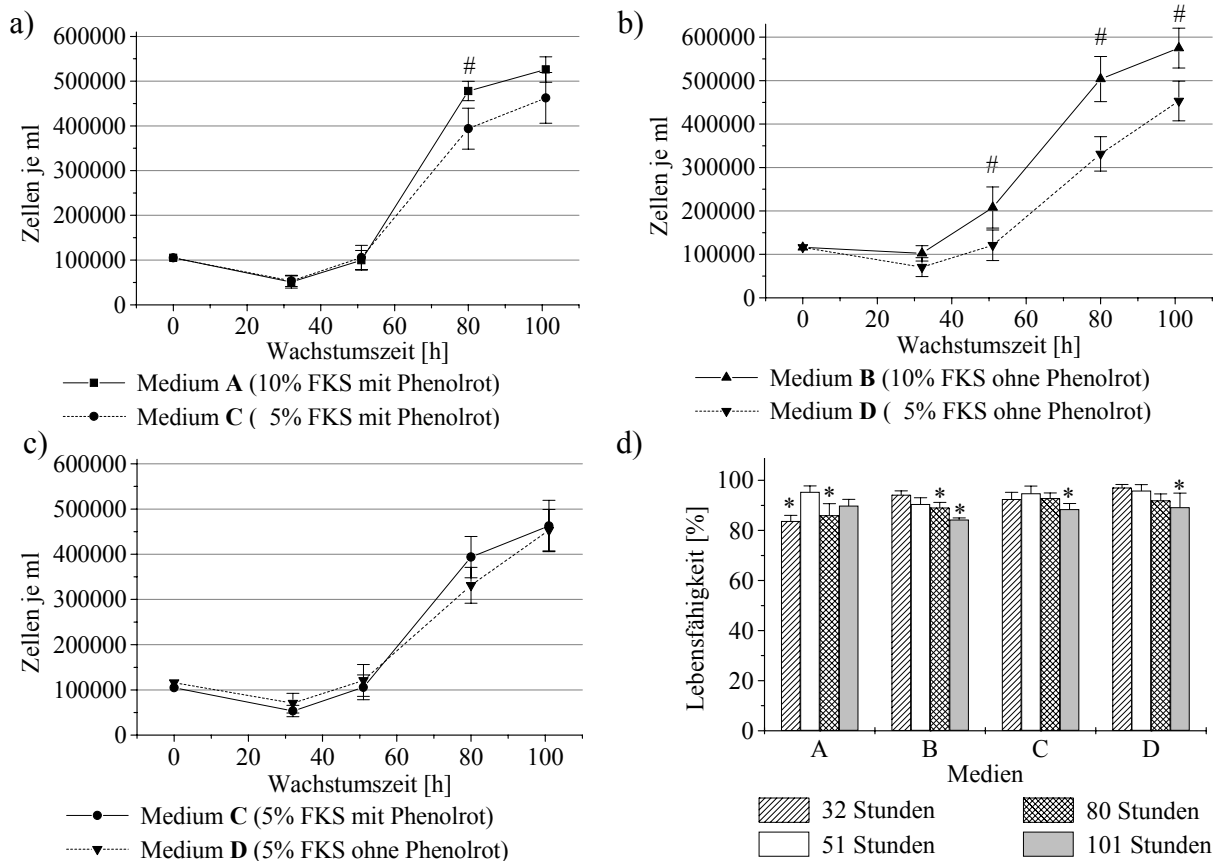 a)
600000
500000
400000
300000
200000
100000
0
Zellen je ml
#
0 20 40 60 80 100
Wachstumszeit [h]
Medium A (10% FKS mit Phenolrot)
Medium C ( 5% FKS mit Phenolrot)
b)
600000
500000
400000
300000
200000
100000
0
Zellen je ml
# # #
0 20 40 60 80 100
Wachstumszeit [h]
Medium B (10% FKS ohne Phenolrot)
Medium D ( 5% FKS ohne Phenolrot)
c)
600000
500000
400000
300000
200000
100000
0
Zellen je ml
0 20 40 60 80 100
Wachstumszeit [h]
Medium C (5% FKS mit Phenolrot)
Medium D (5% FKS ohne Phenolrot)
d)
100
80
60
40
20
0
Lebensfähigkeit [%]
* * * * * *
A B C D
Medien
32 Stunden
51 Stunden
80 Stunden
101 Stunden